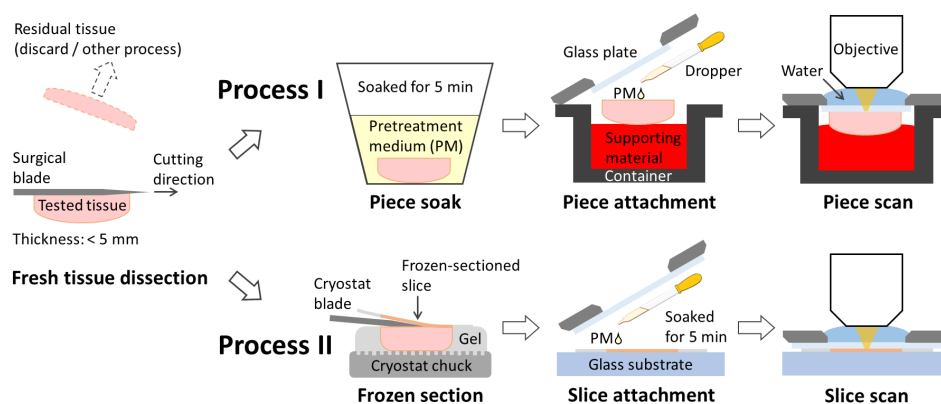 Residual tissue
(discard / other process)
Surgical
blade
Cutting
direction
Tested tissue
Thickness: < 5 mm
Fresh tissue dissection
Process I
Soaked for 5 min
Pretreatment
medium (PM)
Piece soak
Glass plate
Dropper
PM
Supporting
material
Container
Piece attachment
Objective
Water
Piece scan
Process II
Cryostat
blade
Frozen-sectioned
slice
Gel
Cryostat chuck
Frozen section
PM
Soaked
for 5 min
Glass substrate
Slice attachment
Slice scan